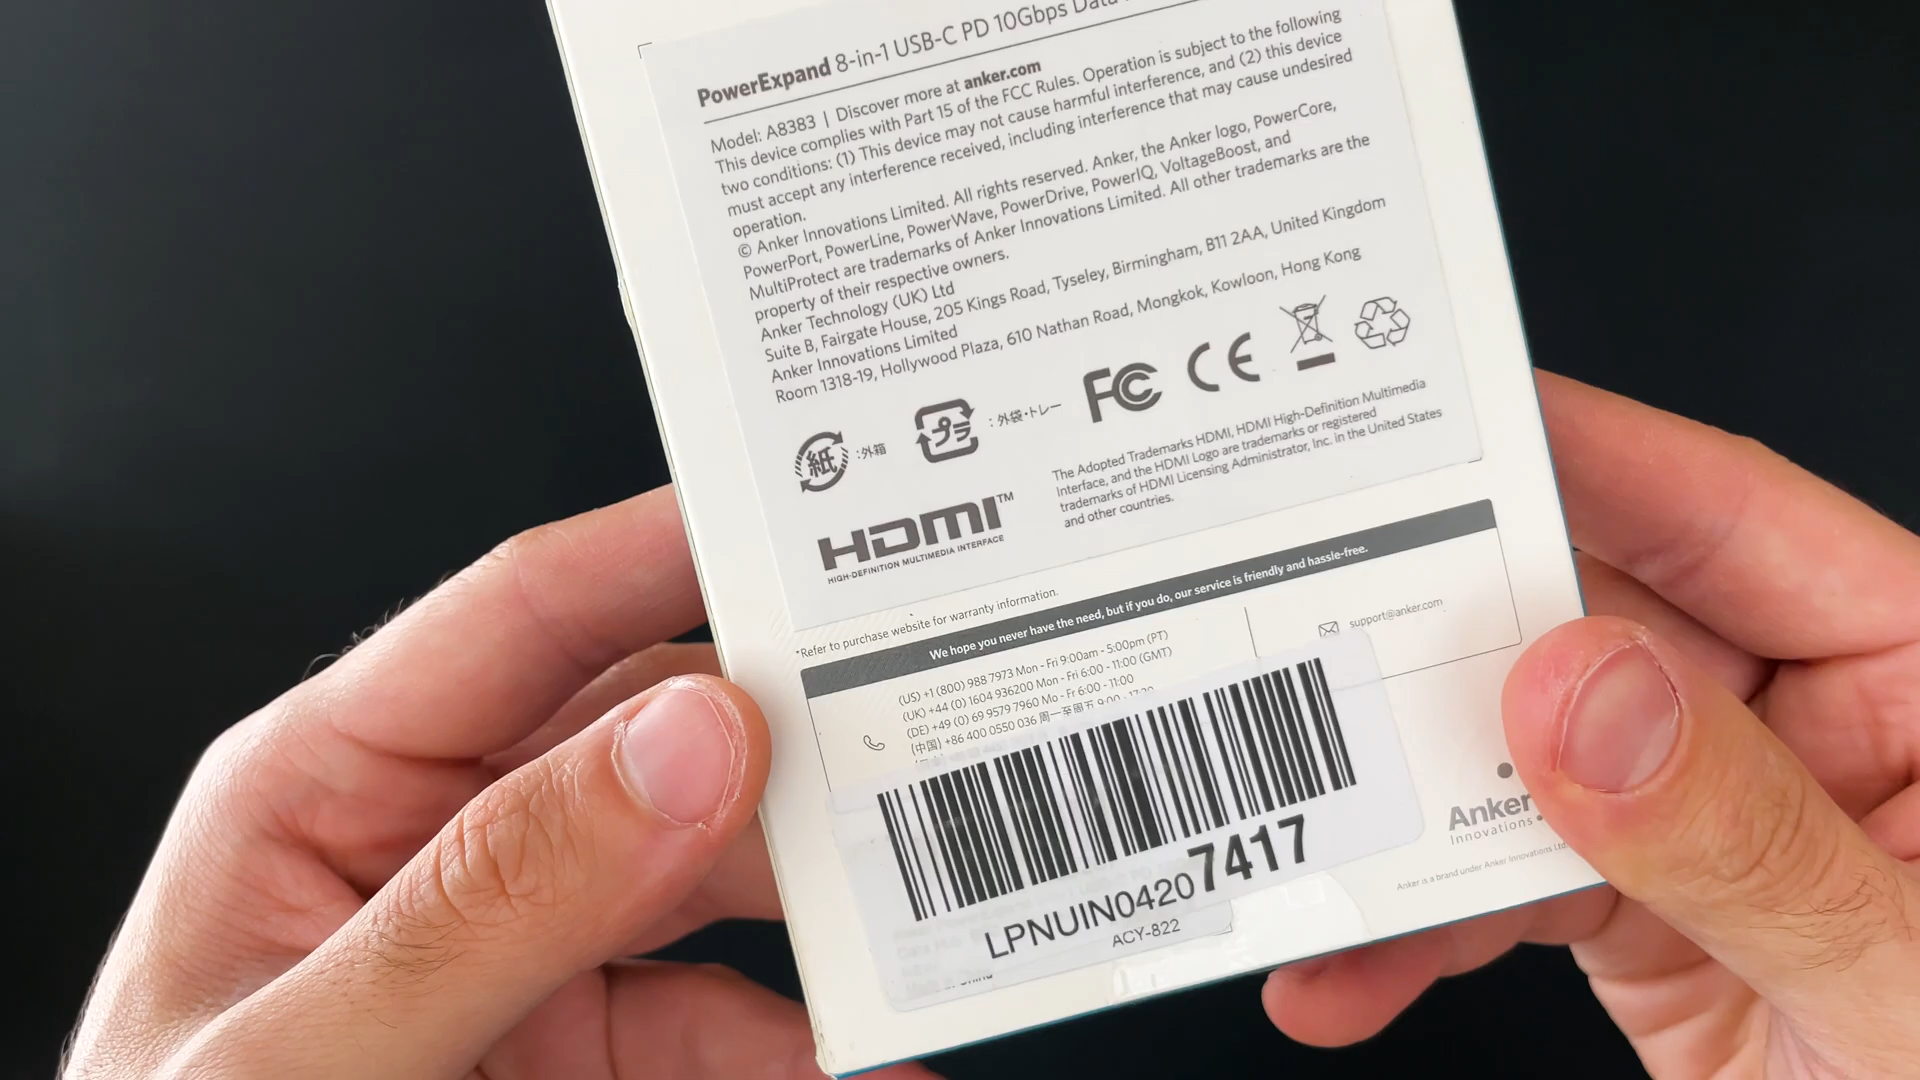 PowerExpand 8-in-1 USB-C PD 10Gbps Data
Model: A8383 | Discover more at anker.com
This device complies with Part 15 of the FCC Rules. Operation is subject to the following
two conditions: (1) This device may not cause harmful interference, and (2) this device
must accept any interference received, including interference that may cause undesired
operation.
© Anker Innovations Limited. All rights reserved. Anker, the Anker logo, PowerCore,
PowerPort, PowerLine, PowerWave, PowerDrive, PowerIQ, VoltageBoost, and
MultiProtect are trademarks of Anker Innovations Limited. All other trademarks are the
property of their respective owners.
Anker Technology (UK) Ltd
Suite B, Fairgate House, 205 Kings Road, Tyseley, Birmingham, B11 2AA, United Kingdom
Anker Innovations Limited
Room 1318-19, Hollywood Plaza, 610 Nathan Road, Mongkok, Kowloon, Hong Kong
紙 :外箱 プラ :外袋・トレー FC CE
HDMI™
HIGH-DEFINITION MULTIMEDIA INTERFACE
The Adopted Trademarks HDMI, HDMI High-Definition Multimedia
Interface, and the HDMI Logo are trademarks or registered
trademarks of HDMI Licensing Administrator, Inc. in the United States
and other countries.
*Refer to purchase website for warranty information.
We hope you never have the need, but if you do, our service is friendly and hassle-free.
(US) +1 (800) 988 7973 Mon - Fri 9:00am - 5:00pm (PT)
(UK) +44 (0) 1604 936200 Mon - Fri 6:00 - 11:00 (GMT)
(DE) +49 (0) 69 9579 7960 Mo - Fr 6:00 - 11:00
(中国) +86 400 0550 036 周一至周五 9:00 - 17:30
support@anker.com
LPNUIN04207417
ACY-822
Anker
Innovations
Anker is a brand under Anker Innovations Ltd